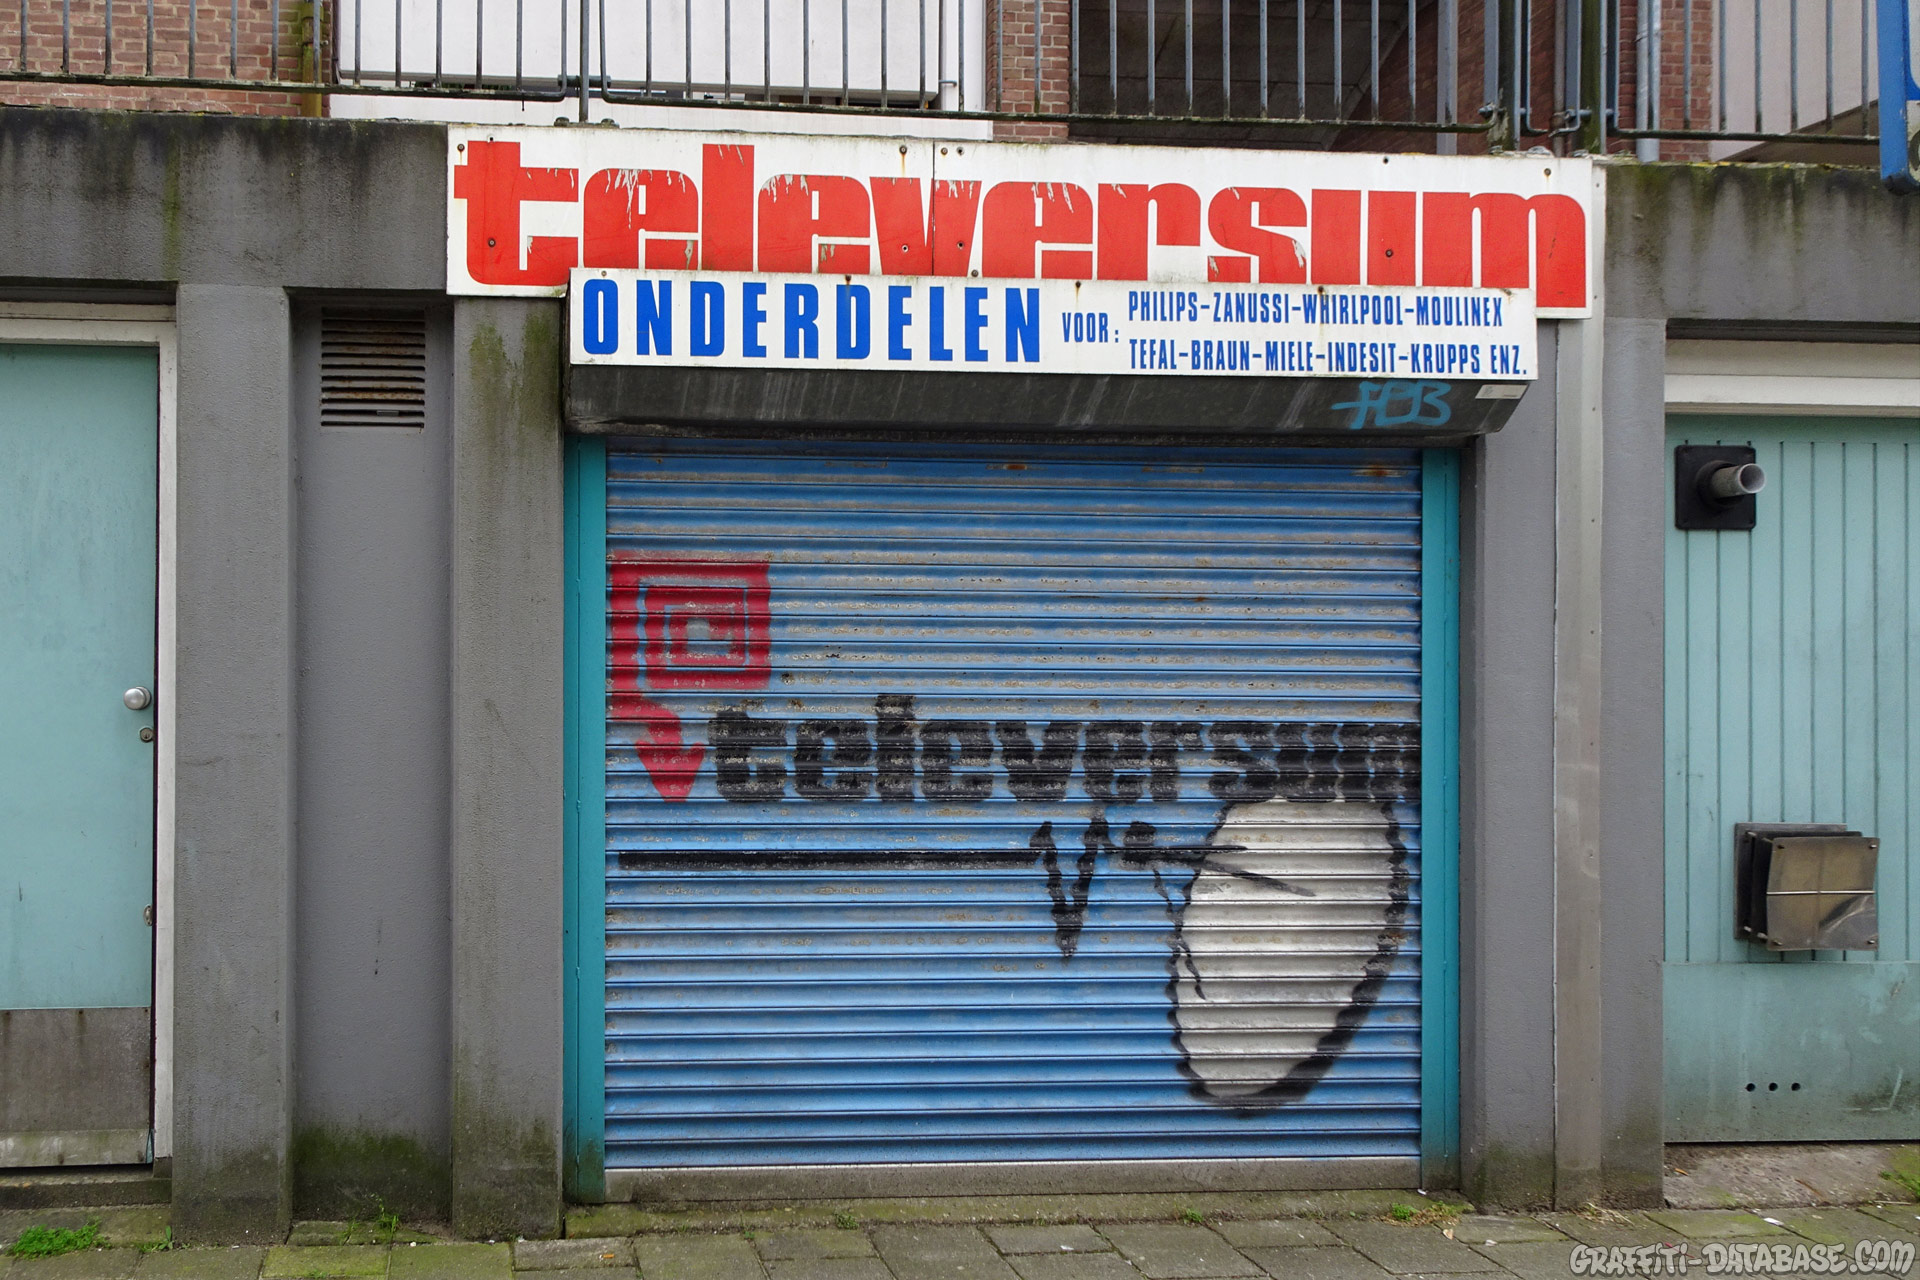 televersum
ONDERDELEN VOOR: PHILIPS-ZANUSSI-WHIRLPOOL-MOULINEX
TEFAL-BRAUN-MIELE-INDESIT-KRUPPS ENZ.
televersum
GRAFFITI-DATABASE.COM